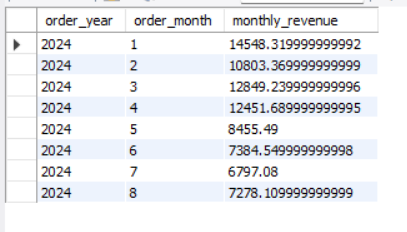 order_year order_month monthly_revenue
2024 1 14548.319999999992
2024 2 10803.369999999999
2024 3 12849.239999999996
2024 4 12451.689999999995
2024 5 8455.49
2024 6 7384.549999999998
2024 7 6797.08
2024 8 7278.109999999999